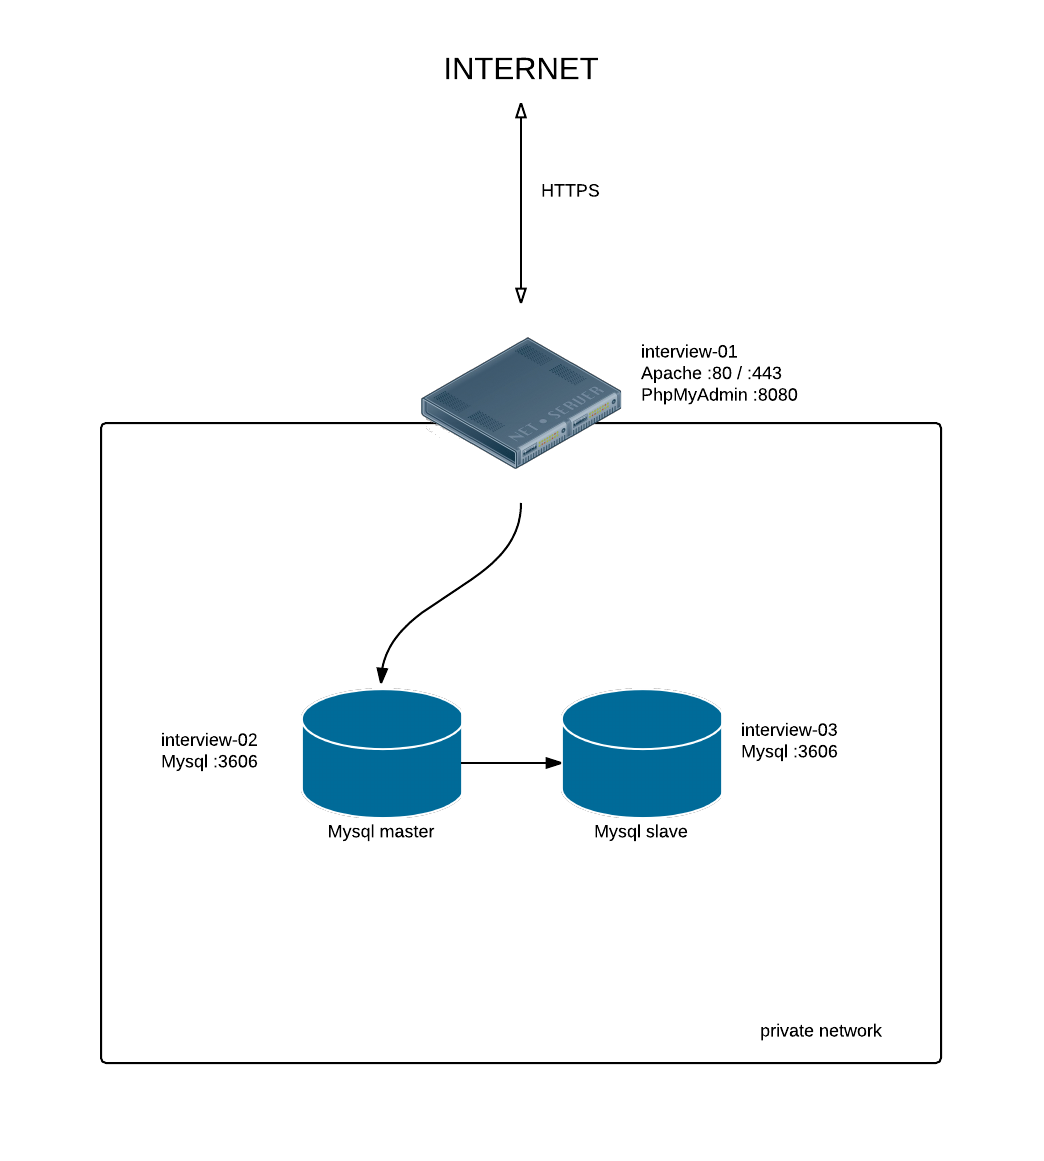 INTERNET
HTTPS
interview-01
Apache :80 / :443
PhpMyAdmin :8080
NET • SERVER
interview-02
Mysql :3606
interview-03
Mysql :3606
Mysql master
Mysql slave
private network